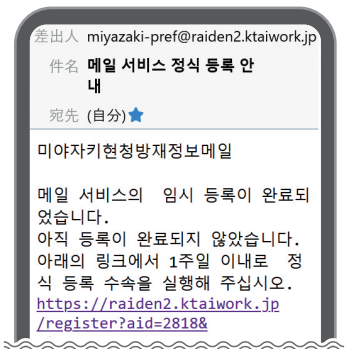 差出人 miyazaki-pref@raiden2.ktaiwork.jp
件名 메일 서비스 정식 등록 안
내
宛先 (自分)
미야자키현청방재정보메일
메일 서비스의 임시 등록이 완료되
었습니다.
아직 등록이 완료되지 않았습니다.
아래의 링크에서 1주일 이내로 정
식 등록 수속을 실행해 주십시오.
https://raiden2.ktaiwork.jp
/register?aid=2818&